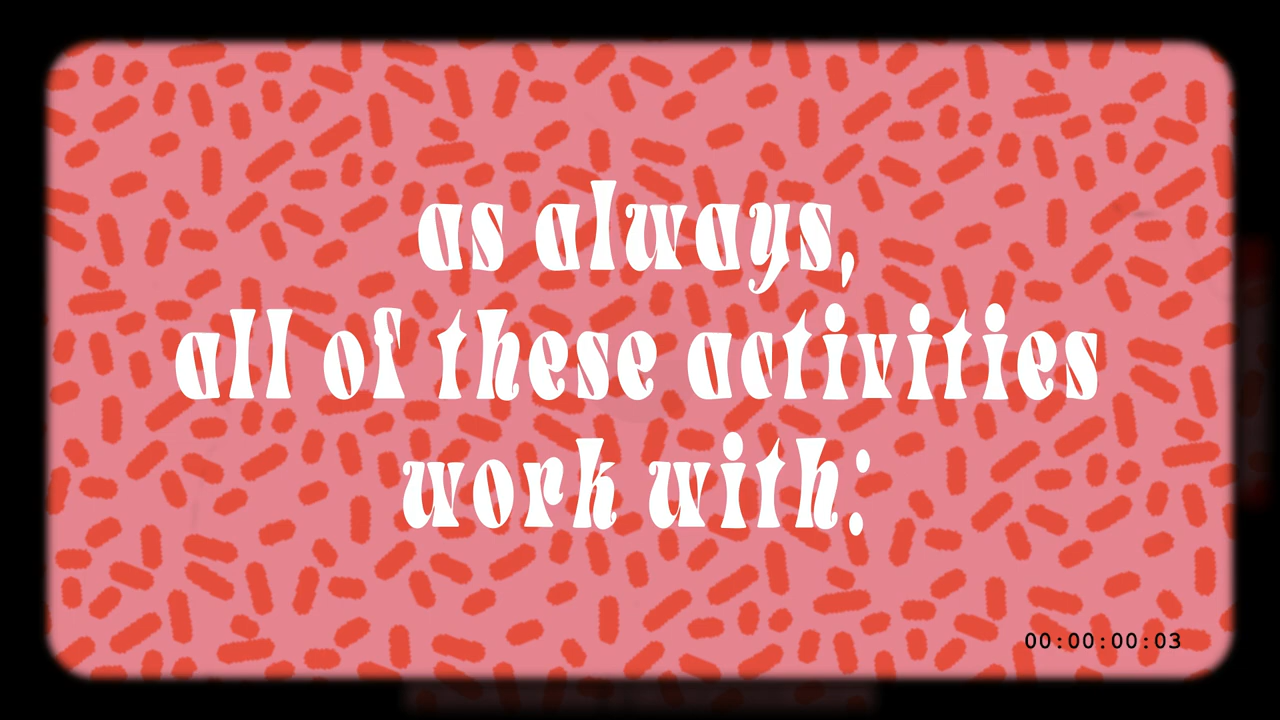 as always,
all of these activities
work with:
00:00:00:03